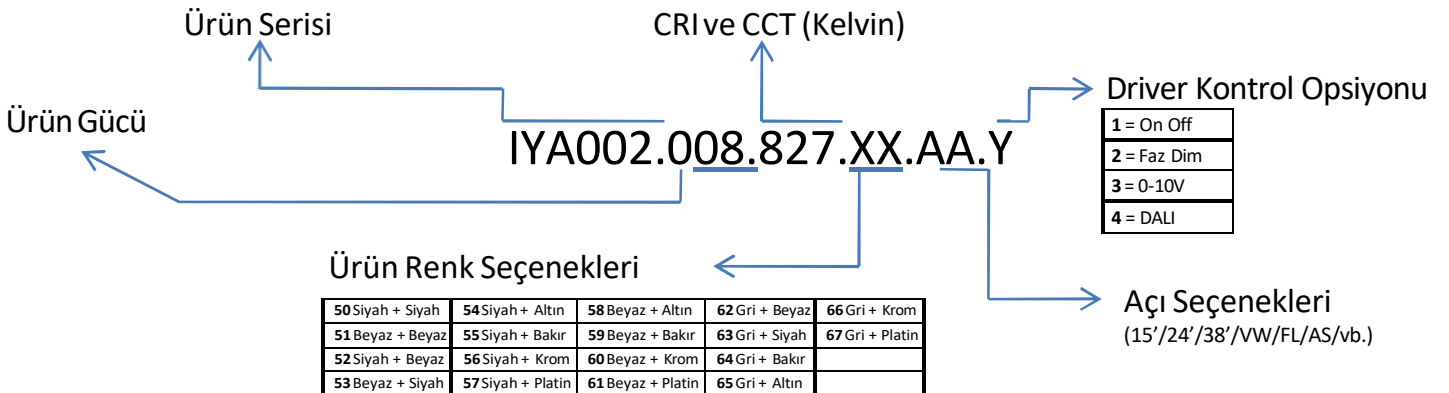 Ürün Serisi
CRI ve CCT (Kelvin)
Driver Kontrol Opsiyonu
Ürün Gücü
1 = On Off
2 = Faz Dim
3 = 0-10V
4 = DALI
IYA002.008.827.XX.AA.Y
Ürün Renk Seçenekleri
50 Siyah + Siyah 54 Siyah + Altın 58 Beyaz + Altın 62 Gri + Beyaz 66 Gri + Krom
51 Beyaz + Beyaz 55 Siyah + Bakır 59 Beyaz + Bakır 63 Gri + Siyah 67 Gri + Platin
52 Siyah + Beyaz 56 Siyah + Krom 60 Beyaz + Krom 64 Gri + Bakır
53 Beyaz + Siyah 57 Siyah + Platin 61 Beyaz + Platin 65 Gri + Altın
Açı Seçenekleri
(15’/24’/38’/VW/FL/AS/vb.)